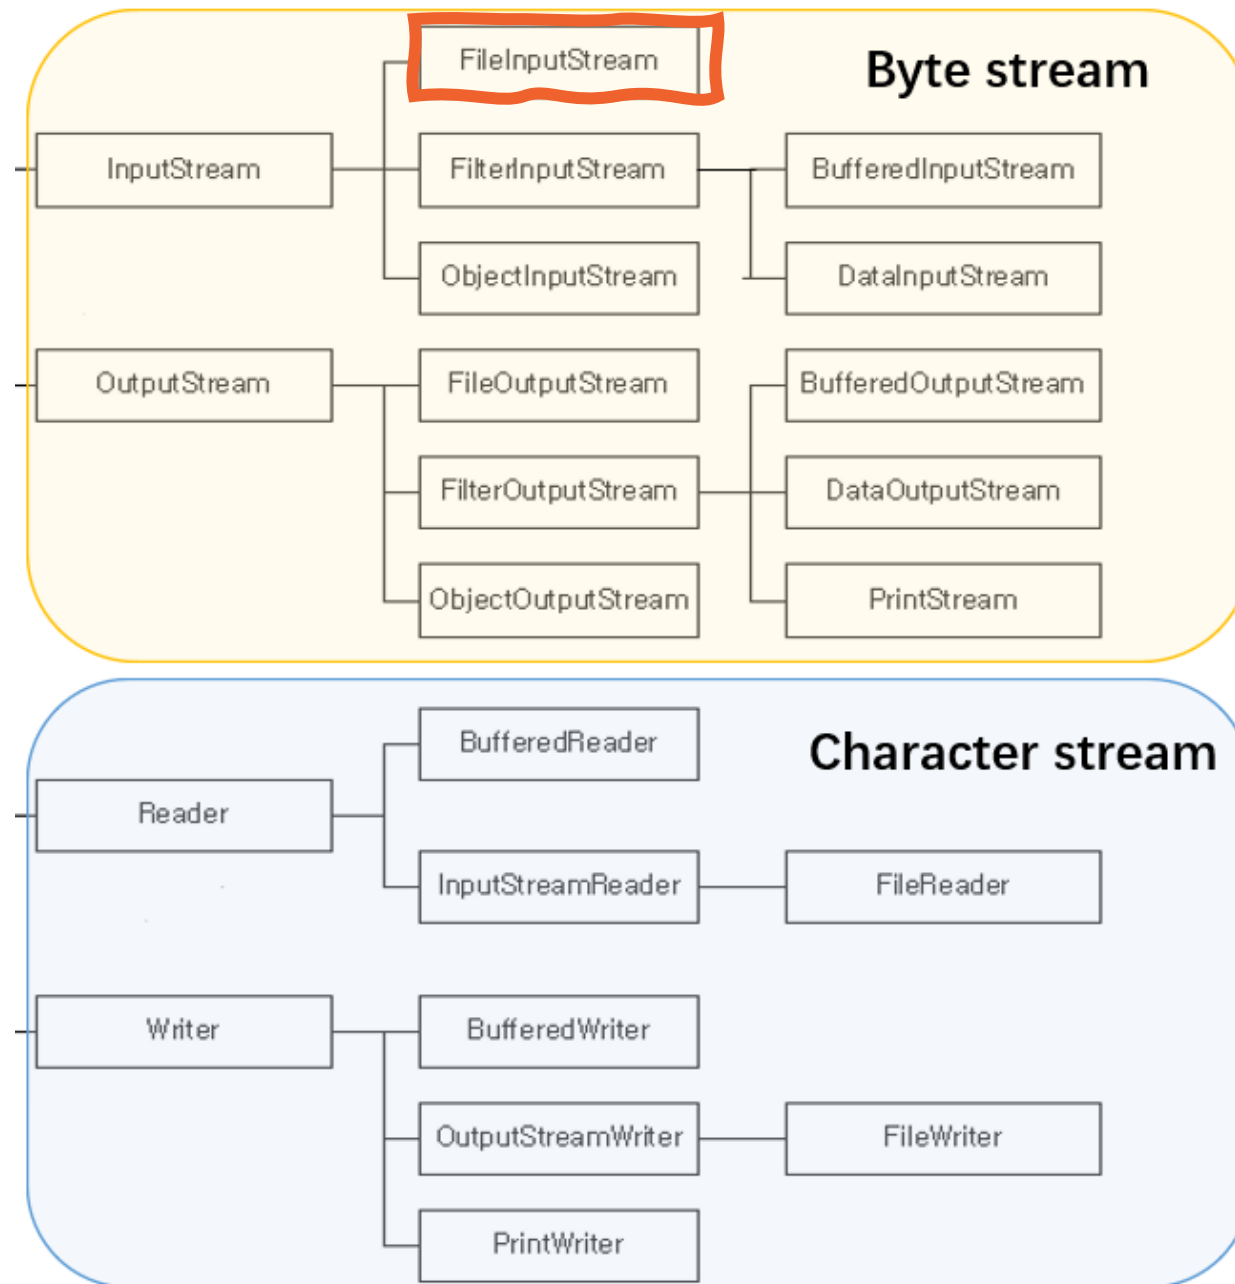 Byte stream
FileInputStream
InputStream
FilterInputStream
BufferedInputStream
ObjectInputStream
DataInputStream
OutputStream
FileOutputStream
BufferedOutputStream
FilterOutputStream
DataOutputStream
ObjectOutputStream
PrintStream
Character stream
BufferedReader
Reader
InputStreamReader
FileReader
Writer
BufferedWriter
OutputStreamWriter
FileWriter
PrintWriter